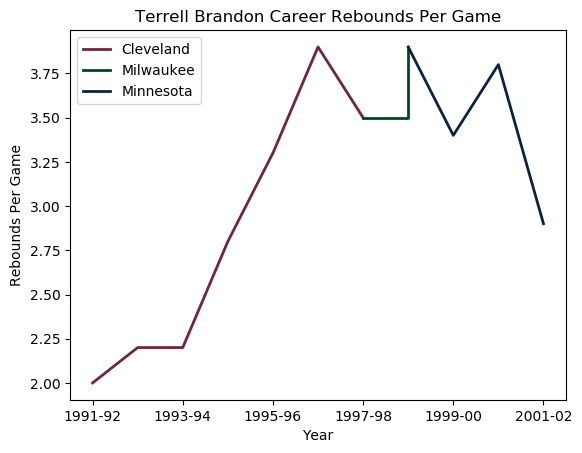 Terrell Brandon Career Rebounds Per Game
Cleveland
Milwaukee
Minnesota
3.75
3.50
3.25
3.00
2.75
2.50
2.25
2.00
Rebounds Per Game
1991-92 1993-94 1995-96 1997-98 1999-00 2001-02
Year